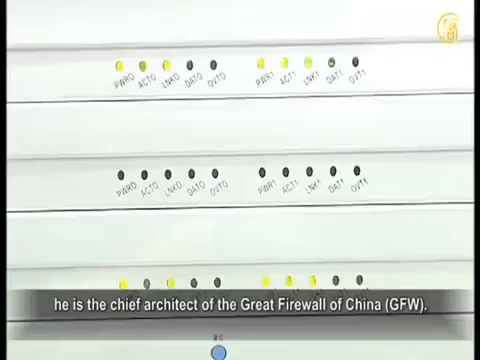 PWR0 ACT0 LNK0 DAT0 OVT0 PWR1 ACT1 LNK1 DAT1 OVT1
PWR0 ACT0 LNK0 DAT0 OVT0 PWR1 ACT1 LNK1 DAT1 OVT1
he is the chief architect of the Great Firewall of China (GFW).